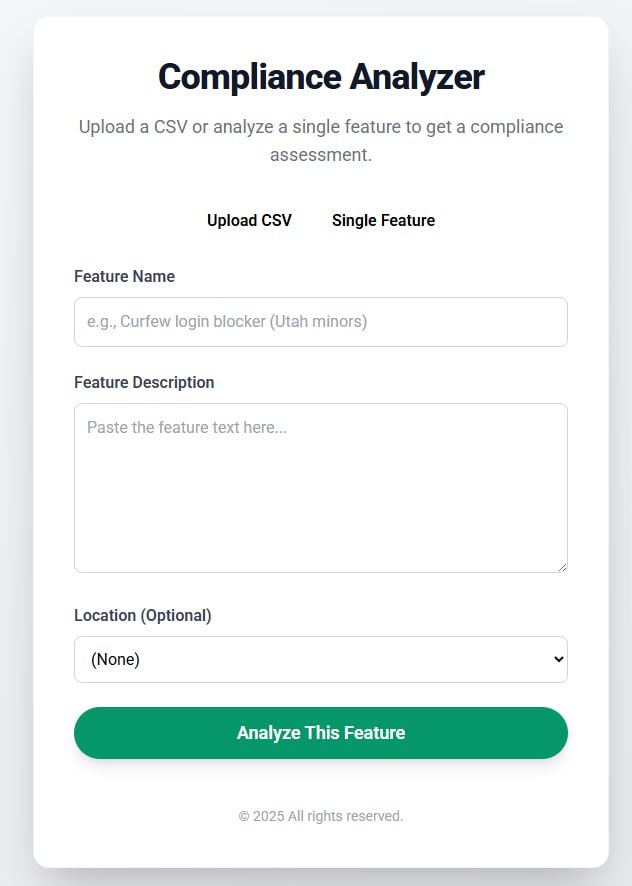 Compliance Analyzer
Upload a CSV or analyze a single feature to get a compliance
assessment.
Upload CSV Single Feature
Feature Name
e.g., Curfew login blocker (Utah minors)
Feature Description
Paste the feature text here...
Location (Optional)
(None)
Analyze This Feature
© 2025 All rights reserved.